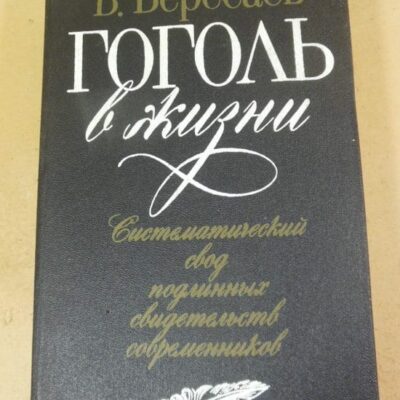 В. Вересаев
ГОГОЛЬ
в жизни
Систематический
свод
подлинных
свидетельств
современников